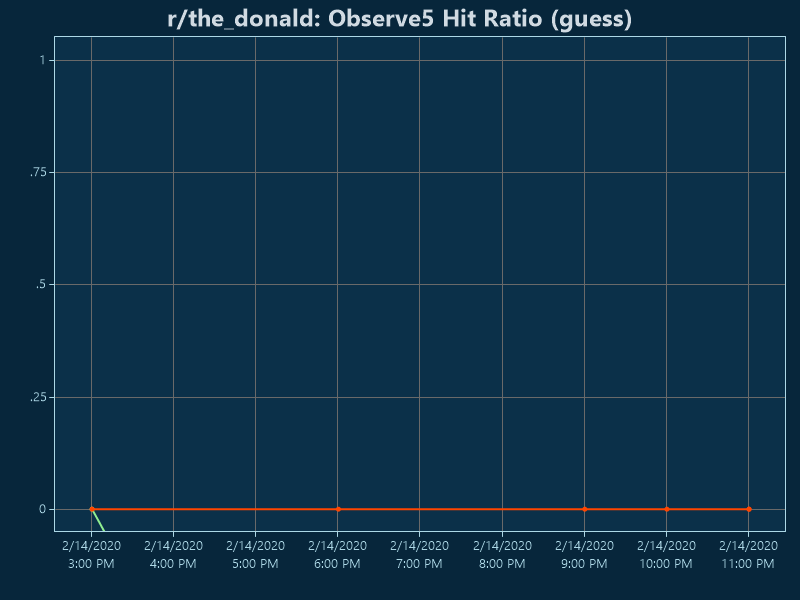 r/the_donald: Observe5 Hit Ratio (guess)
1
.75
.5
.25
0
2/14/2020 2/14/2020 2/14/2020 2/14/2020 2/14/2020 2/14/2020 2/14/2020 2/14/2020 2/14/2020
3:00 PM 4:00 PM 5:00 PM 6:00 PM 7:00 PM 8:00 PM 9:00 PM 10:00 PM 11:00 PM